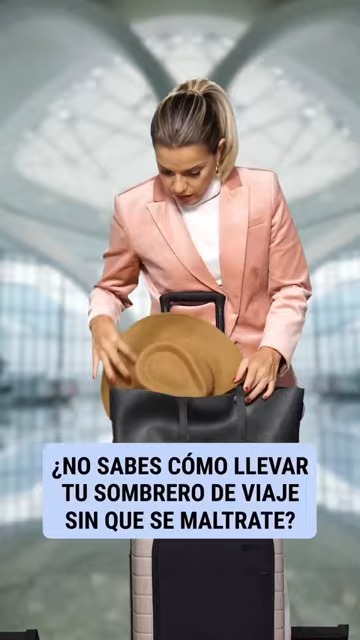 ¿NO SABES CÓMO LLEVAR
TU SOMBRERO DE VIAJE
SIN QUE SE MALTRATE?